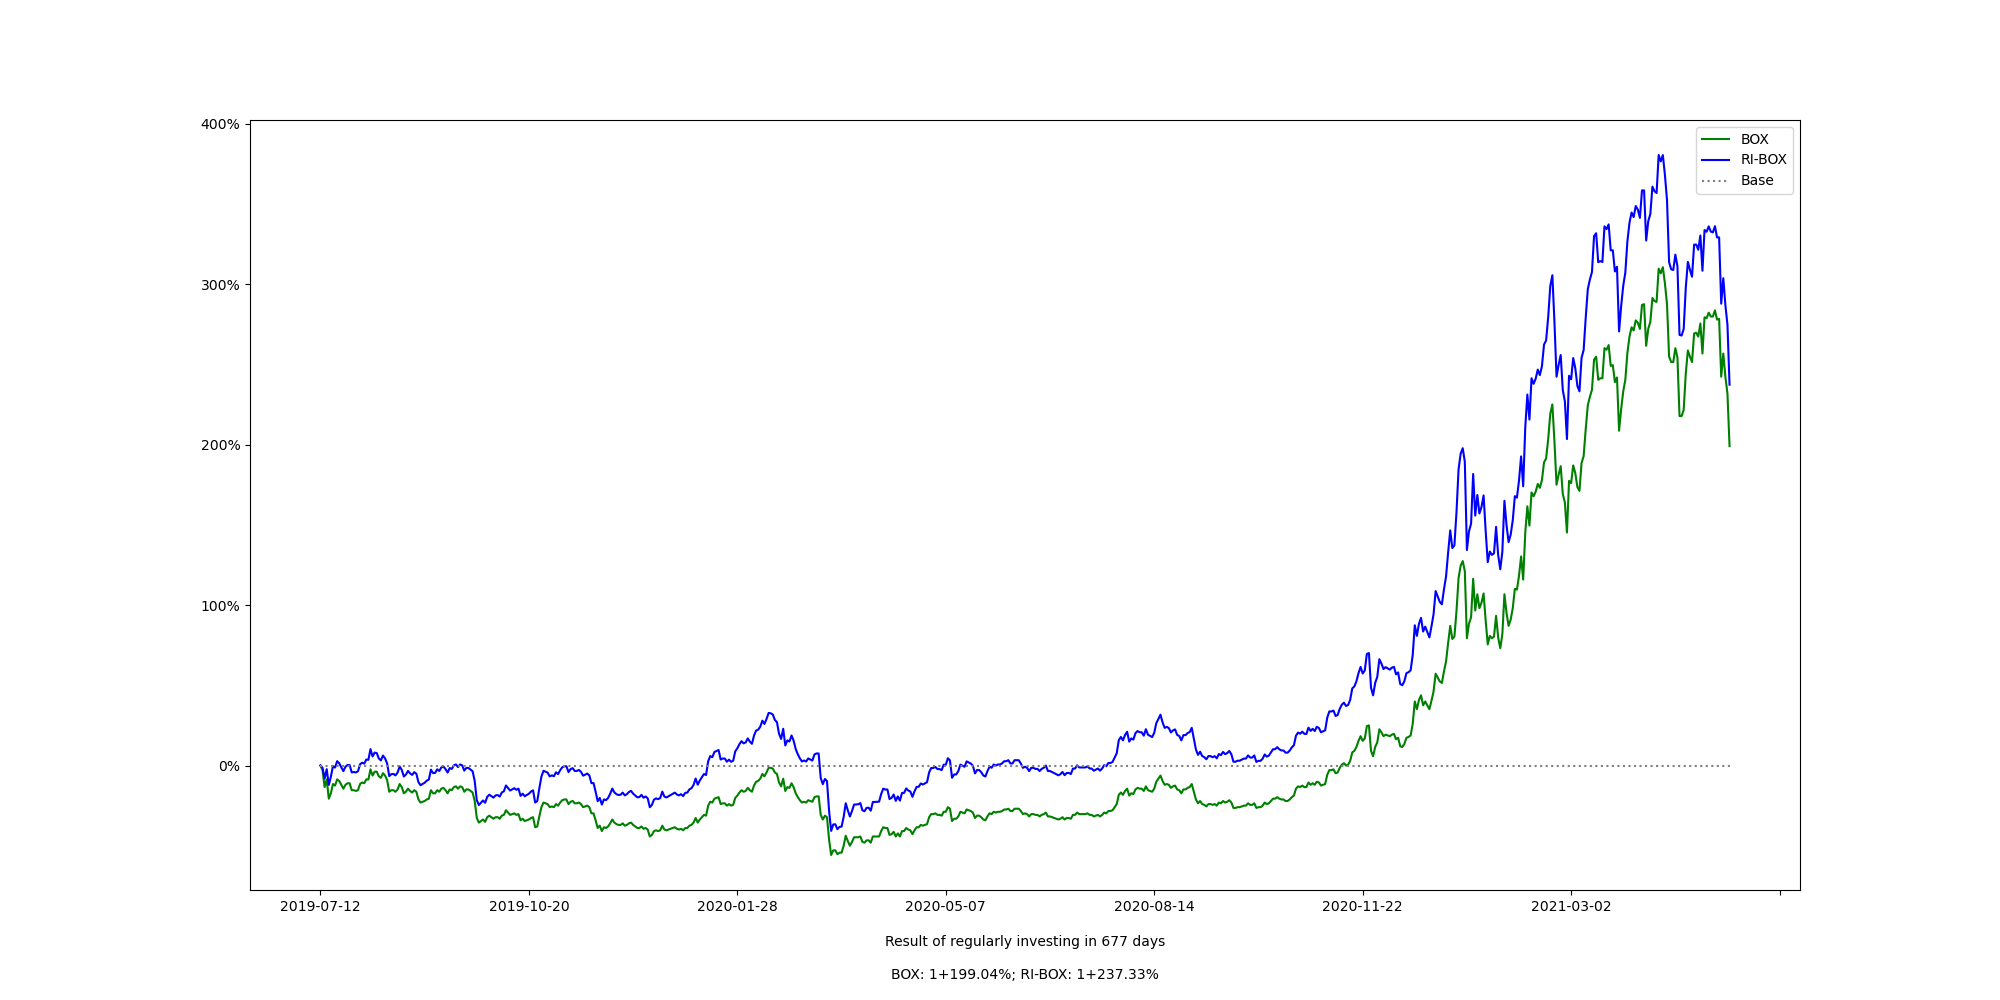 400%
300%
200%
100%
0%
BOX
RI-BOX
Base
2019-07-12 2019-10-20 2020-01-28 2020-05-07 2020-08-14 2020-11-22 2021-03-02
Result of regularly investing in 677 days
BOX: 1+199.04%; RI-BOX: 1+237.33%